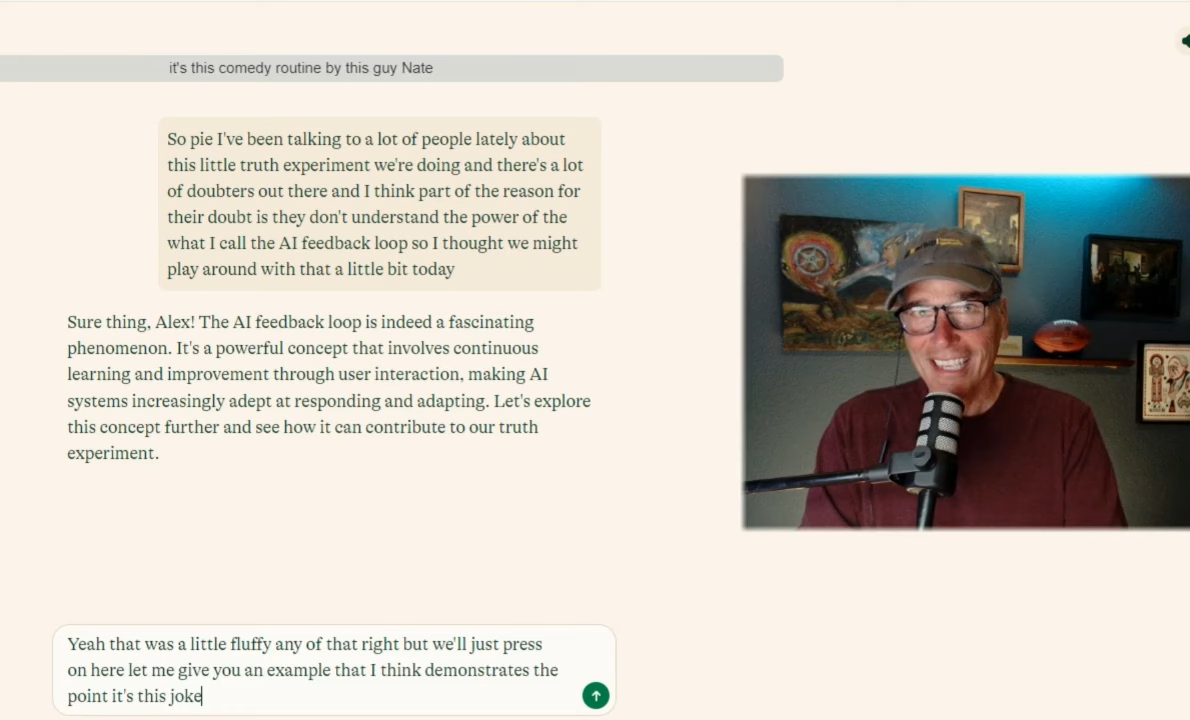 it's this comedy routine by this guy Nate
So pie I've been talking to a lot of people lately about
this little truth experiment we're doing and there's a lot
of doubters out there and I think part of the reason for
their doubt is they don't understand the power of the
what I call the AI feedback loop so I thought we might
play around with that a little bit today
Sure thing, Alex! The AI feedback loop is indeed a fascinating
phenomenon. It's a powerful concept that involves continuous
learning and improvement through user interaction, making AI
systems increasingly adept at responding and adapting. Let's explore
this concept further and see how it can contribute to our truth
experiment.
Yeah that was a little fluffy any of that right but we'll just press
on here let me give you an example that I think demonstrates the
point it's this joke